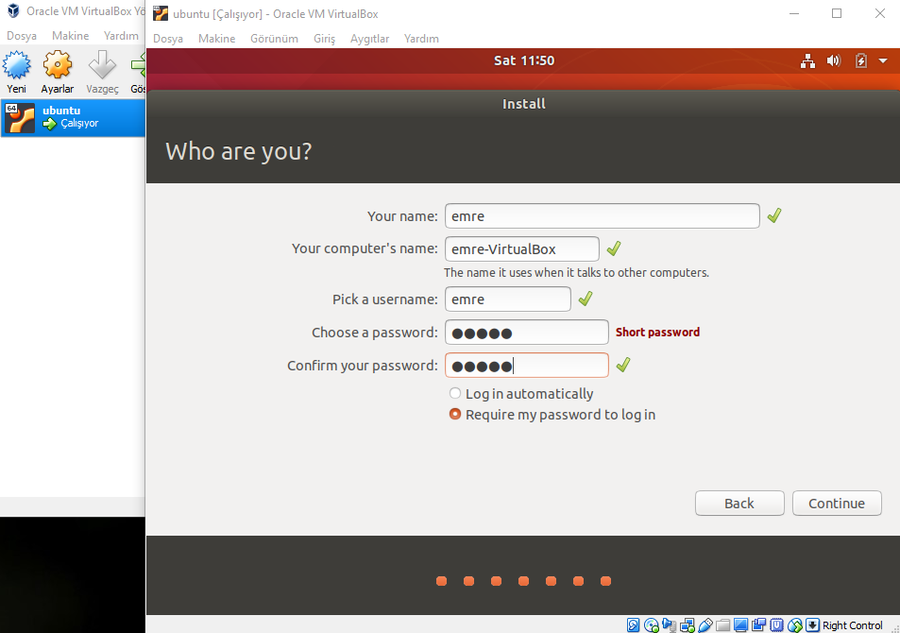 Oracle VM VirtualBox Yö
Dosya Makine Yardım
Yeni Ayarlar Vazgeç Gös
64
ubuntu
Çalışıyor
ubuntu [Çalışıyor] - Oracle VM VirtualBox
Dosya Makine Görünüm Giriş Aygıtlar Yardım
Sat 11:50
Install
Who are you?
Your name: emre
Your computer's name: emre-VirtualBox
The name it uses when it talks to other computers.
Pick a username: emre
Choose a password: ●●●●● Short password
Confirm your password: ●●●●●
Log in automatically
Require my password to log in
Back Continue
Right Control